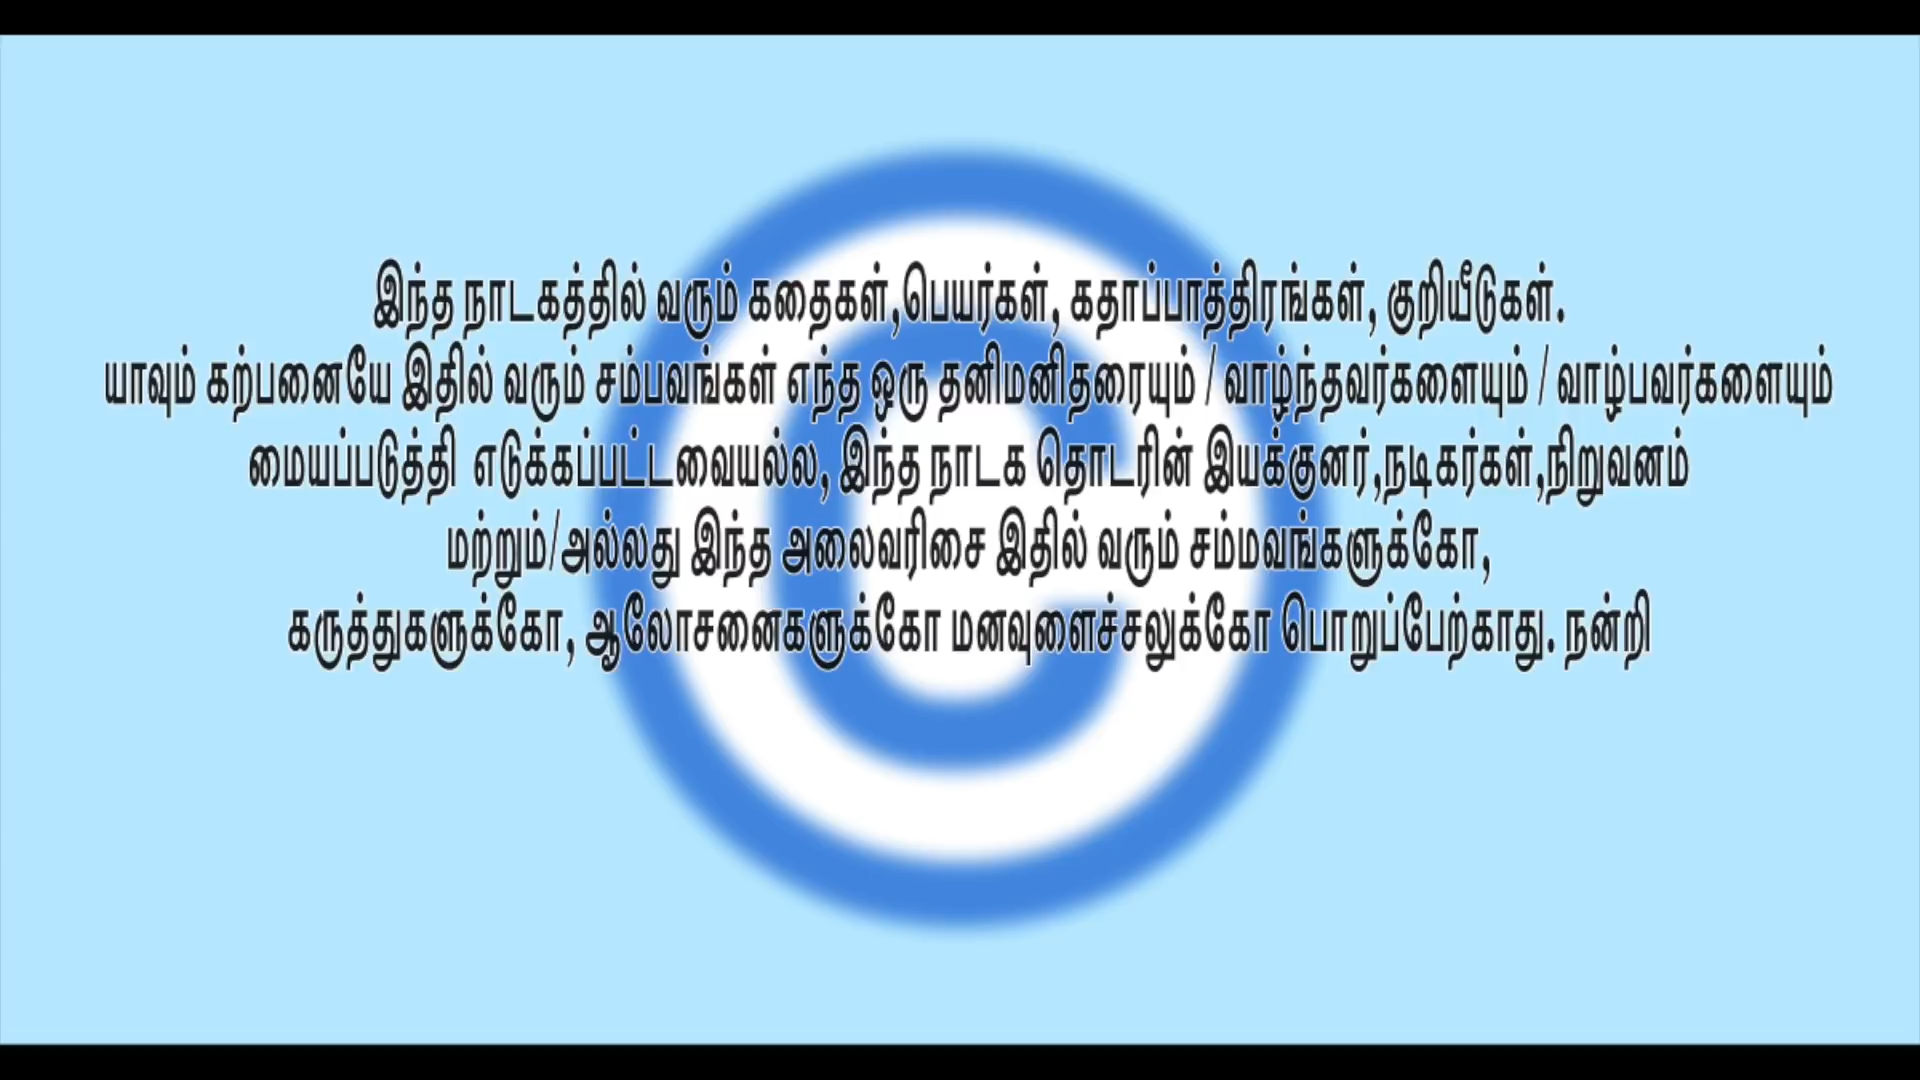 இந்த நாடகத்தில் வரும் கதைகள்,பெயர்கள், கதாப்பாத்திரங்கள், குறியீடுகள்.
யாவும் கற்பனையே இதில் வரும் சம்பவங்கள் எந்த ஒரு தனிமனிதரையும் / வாழ்ந்தவர்களையும் / வாழ்பவர்களையும்
மையப்படுத்தி எடுக்கப்பட்டவையல்ல, இந்த நாடக தொடரின் இயக்குனர்,நடிகர்கள்,நிறுவனம்
மற்றும்/அல்லது இந்த அலைவரிசை இதில் வரும் சம்மவங்களுக்கோ,
கருத்துகளுக்கோ, ஆலோசனைகளுக்கோ மனவுளைச்சலுக்கோ பொறுப்பேற்காது. நன்றி